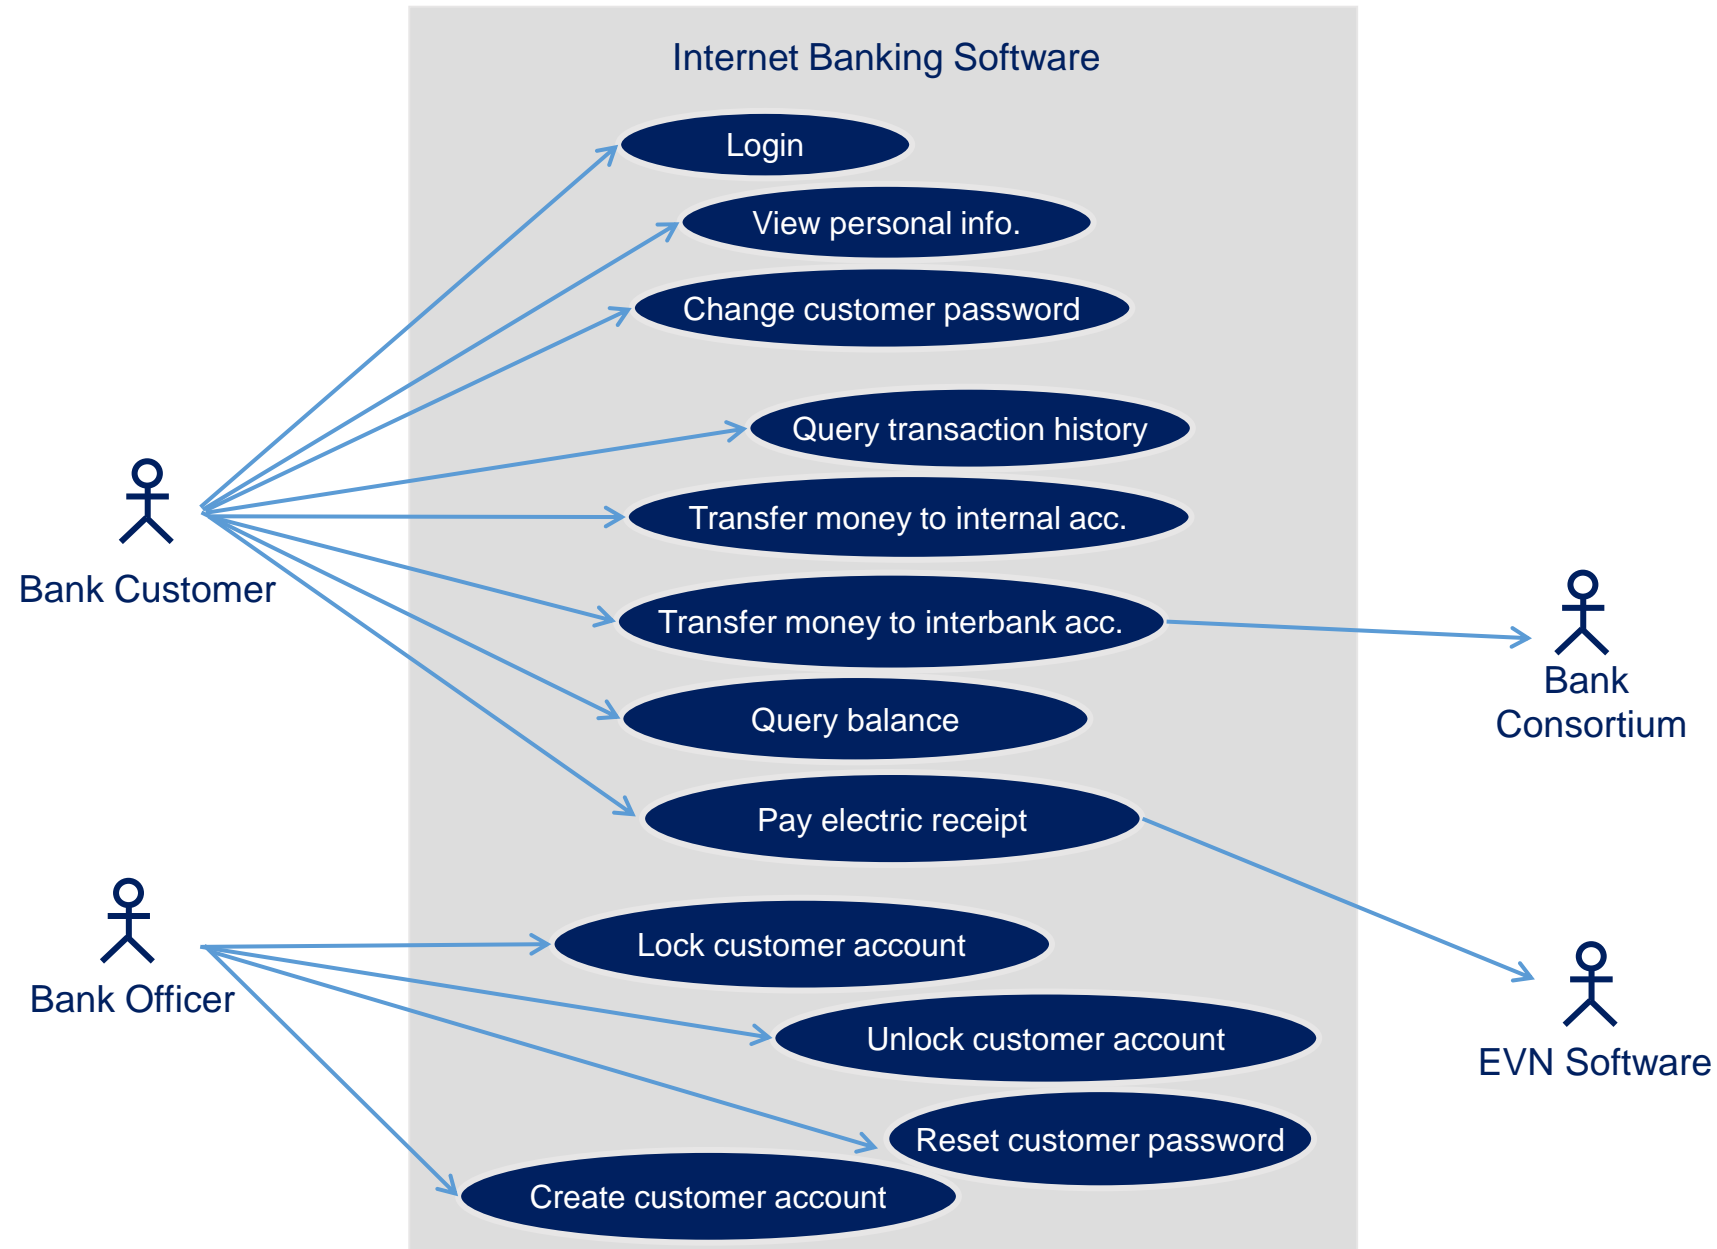 Internet Banking Software
Login
View personal info.
Change customer password
Query transaction history
Transfer money to internal acc.
Bank Customer
Transfer money to interbank acc.
Bank
Consortium
Query balance
Pay electric receipt
Lock customer account
Bank Officer
Unlock customer account
EVN Software
Reset customer password
Create customer account